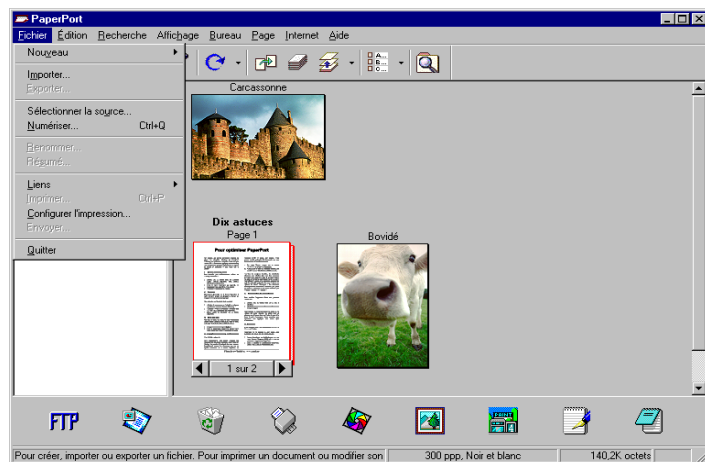 PaperPort
Fichier Édition Recherche Affichage Bureau Page Internet Aide
Nouveau
Importer...
Exporter...
Sélectionner la source...
Numériser... Ctrl+Q
Renommer...
Résumé...
Liens
Imprimer... Ctrl+P
Configurer l'impression...
Envoyer...
Quitter
A
B
C
Carcassonne
Dix astuces
Page 1
Pour optimiser PaperPort
1 sur 2
Bovidé
FTP
PAINT
Pour créer, importer ou exporter un fichier. Pour imprimer un document ou modifier son
300 ppp, Noir et blanc
140,2K octets